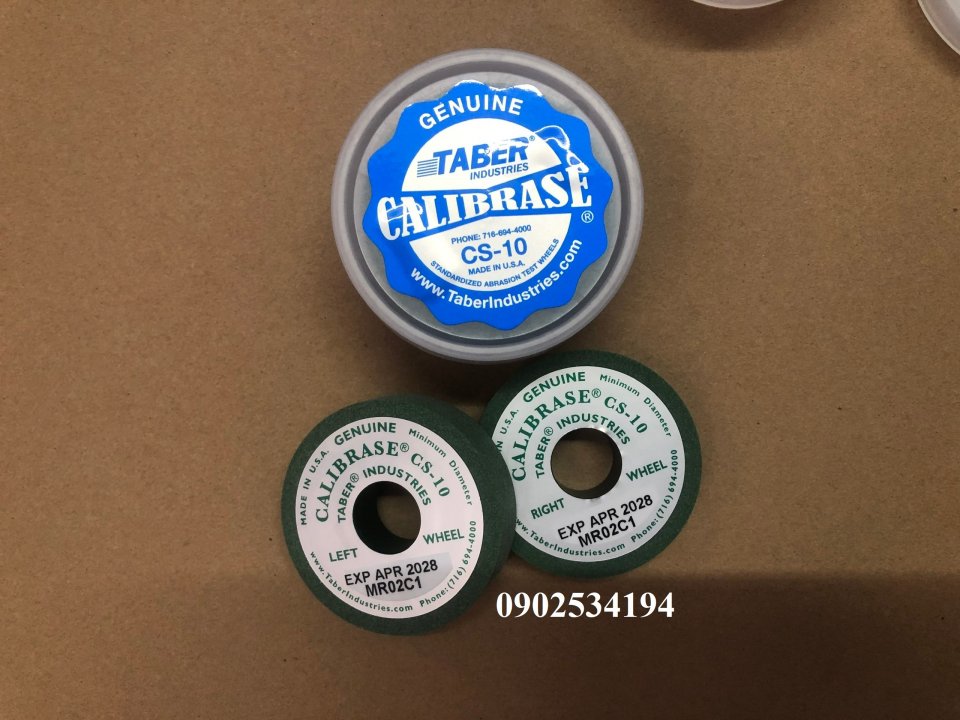 GENUINE
TABER®
INDUSTRIES
CALIBRASE®
PHONE: 716-694-4000
CS-10
MADE IN U.S.A.
STANDARDIZED ABRASION TEST WHEELS
www.TaberIndustries.com
MADE IN U.S.A. GENUINE Minimum Diameter
CALIBRASE® CS-10
TABER® INDUSTRIES
LEFT WHEEL
EXP APR 2028
MR02C1
www.TaberIndustries.com Phone:(716) 694-4000
IN U.S.A. GENUINE Minimum Diameter
CALIBRASE® CS-10
TABER® INDUSTRIES
RIGHT WHEEL
EXP APR 2028
MR02C1
www.TaberIndustries.com Phone:(716) 694-4000
0902534194